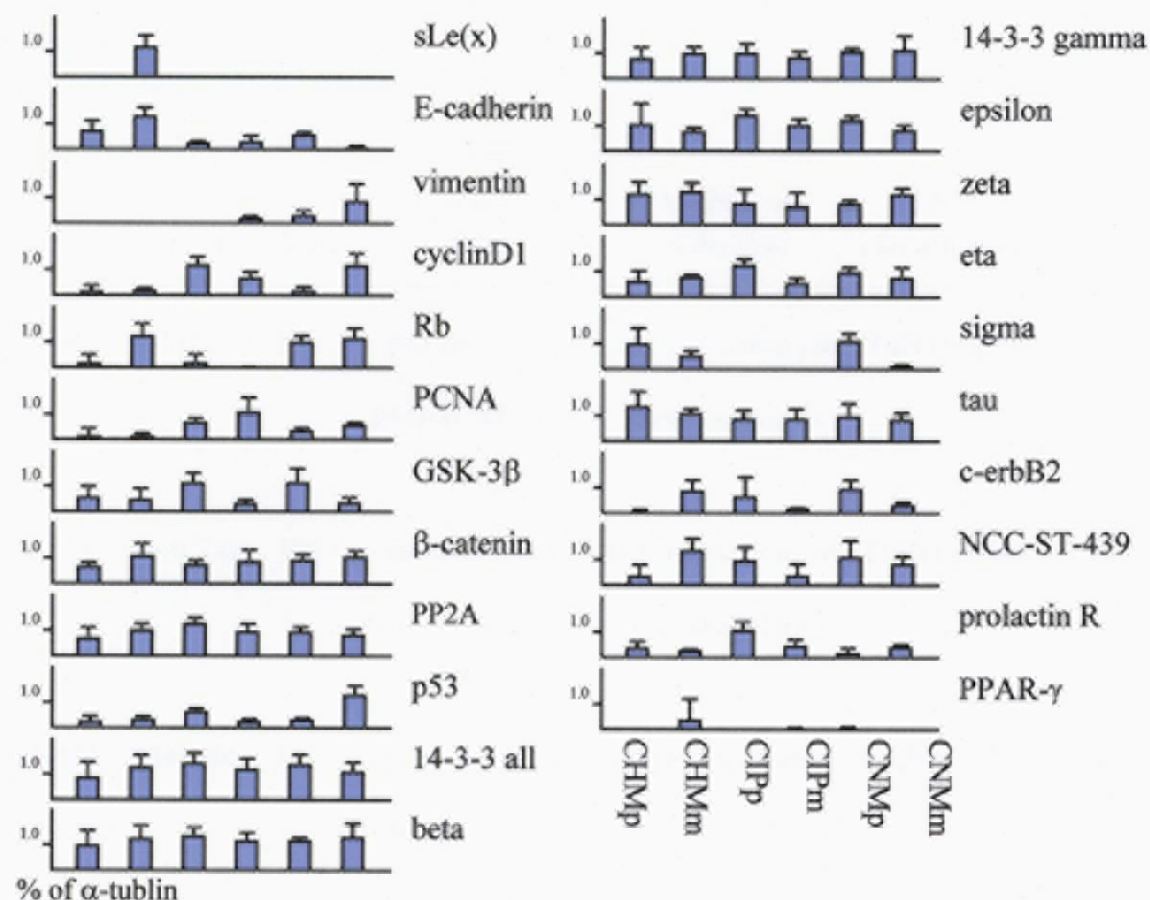 1.0 sLe(x)
1.0 E-cadherin
1.0 vimentin
1.0 cyclinD1
1.0 Rb
1.0 PCNA
1.0 GSK-3β
1.0 β-catenin
1.0 PP2A
1.0 p53
1.0 14-3-3 all
1.0 beta
% of α-tublin
1.0 14-3-3 gamma
1.0 epsilon
1.0 zeta
1.0 eta
1.0 sigma
1.0 tau
1.0 c-erbB2
1.0 NCC-ST-439
1.0 prolactin R
1.0 PPAR-γ
CHMp
CHMm
CIPp
CIPm
CNMp
CNMm